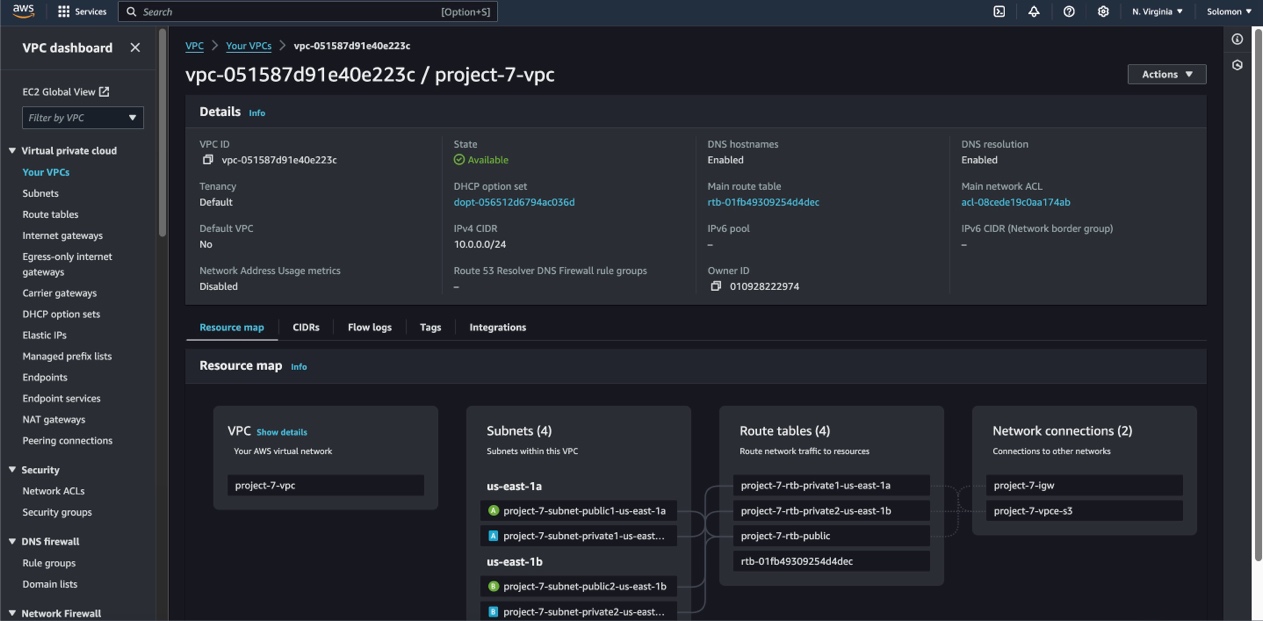 aws
Services
Search
[Option+S]
N. Virginia
Solomon
VPC dashboard
EC2 Global View
Filter by VPC
Virtual private cloud
Your VPCs
Subnets
Route tables
Internet gateways
Egress-only internet
gateways
Carrier gateways
DHCP option sets
Elastic IPs
Managed prefix lists
Endpoints
Endpoint services
NAT gateways
Peering connections
Security
Network ACLs
Security groups
DNS firewall
Rule groups
Domain lists
Network Firewall
VPC
Your VPCs
vpc-051587d91e40e223c
vpc-051587d91e40e223c / project-7-vpc
Actions
Details Info
VPC ID
vpc-051587d91e40e223c
State
Available
DNS hostnames
Enabled
DNS resolution
Enabled
Tenancy
Default
DHCP option set
dopt-056512d6794ac036d
Main route table
rtb-01fb49309254d4dec
Main network ACL
acl-08cede19c0aa174ab
Default VPC
No
IPv4 CIDR
10.0.0.0/24
IPv6 pool
–
IPv6 CIDR (Network border group)
–
Network Address Usage metrics
Disabled
Route 53 Resolver DNS Firewall rule groups
–
Owner ID
010928222974
Resource map
CIDRs
Flow logs
Tags
Integrations
Resource map Info
VPC Show details
Your AWS virtual network
project-7-vpc
Subnets (4)
Subnets within this VPC
us-east-1a
A project-7-subnet-public1-us-east-1a
A project-7-subnet-private1-us-east...
us-east-1b
B project-7-subnet-public2-us-east-1b
B project-7-subnet-private2-us-east...
Route tables (4)
Route network traffic to resources
project-7-rtb-private1-us-east-1a
project-7-rtb-private2-us-east-1b
project-7-rtb-public
rtb-01fb49309254d4dec
Network connections (2)
Connections to other networks
project-7-igw
project-7-vpce-s3